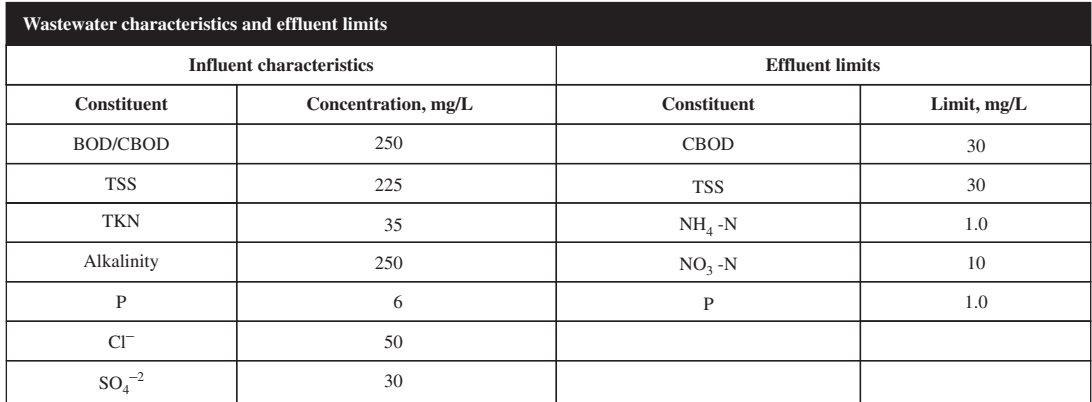 Wastewater characteristics and effluent limits
Influent characteristics Effluent limits
Constituent Concentration, mg/L Constituent Limit, mg/L
BOD/CBOD 250 CBOD 30
TSS 225 TSS 30
TKN 35 NH₄ -N 1.0
Alkalinity 250 NO₃ -N 10
P 6 P 1.0
Cl⁻ 50
SO₄⁻² 30